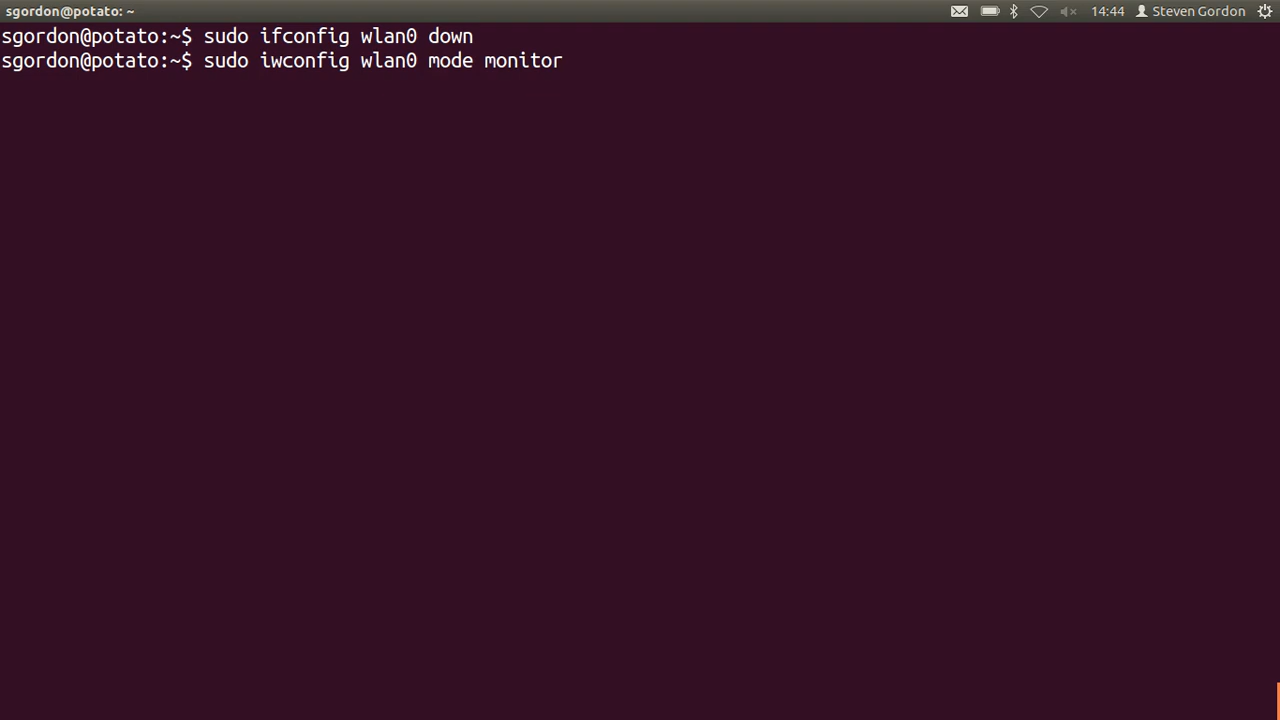 sgordon@potato: ~ 14:44 Steven Gordon
sgordon@potato:~$ sudo ifconfig wlan0 down
sgordon@potato:~$ sudo iwconfig wlan0 mode monitor